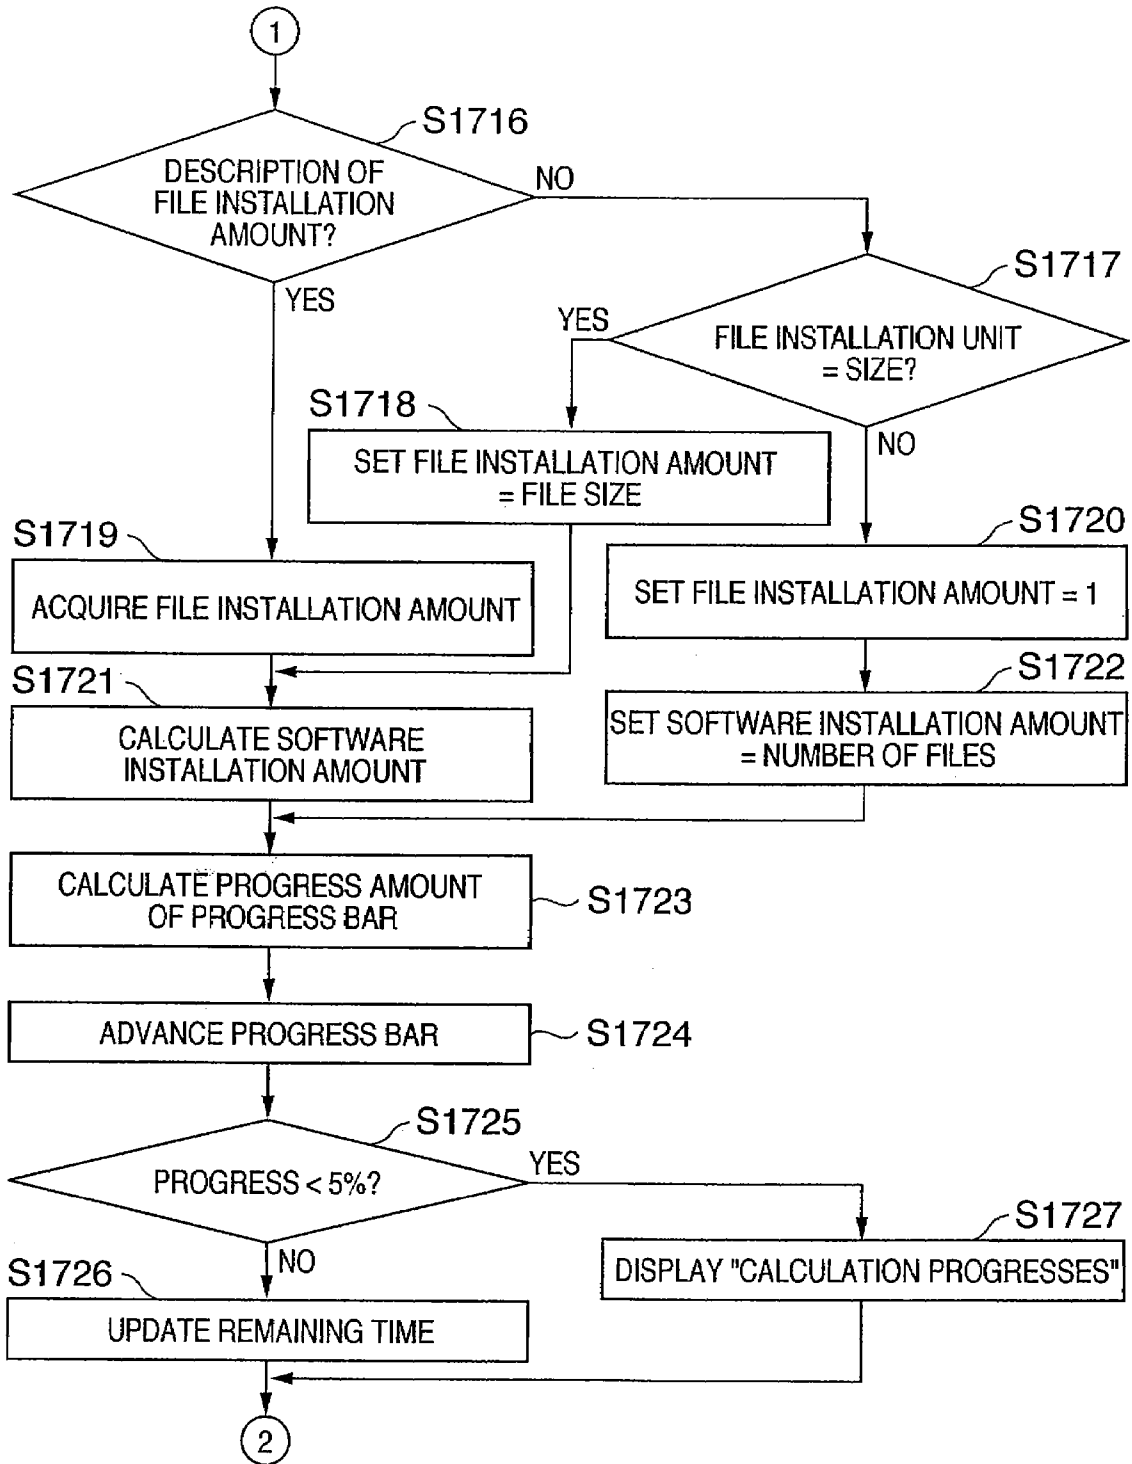 1
S1716
DESCRIPTION OF
FILE INSTALLATION
AMOUNT?
NO
YES
S1717
FILE INSTALLATION UNIT
= SIZE?
YES
NO
S1718
SET FILE INSTALLATION AMOUNT
= FILE SIZE
S1719
ACQUIRE FILE INSTALLATION AMOUNT
S1720
SET FILE INSTALLATION AMOUNT = 1
S1721
CALCULATE SOFTWARE
INSTALLATION AMOUNT
S1722
SET SOFTWARE INSTALLATION AMOUNT
= NUMBER OF FILES
CALCULATE PROGRESS AMOUNT
OF PROGRESS BAR
S1723
ADVANCE PROGRESS BAR
S1724
S1725
PROGRESS < 5%?
YES
NO
S1726
UPDATE REMAINING TIME
S1727
DISPLAY "CALCULATION PROGRESSES"
2